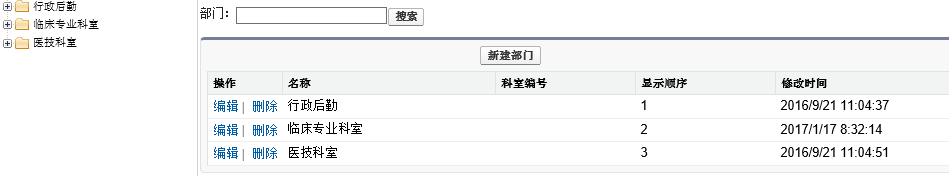 行政后勤
临床专业科室
医技科室
部门： 搜索
新建部门
操作 名称 科室编号 显示顺序 修改时间
编辑 | 删除 行政后勤 1 2016/9/21 11:04:37
编辑 | 删除 临床专业科室 2 2017/1/17 8:32:14
编辑 | 删除 医技科室 3 2016/9/21 11:04:51